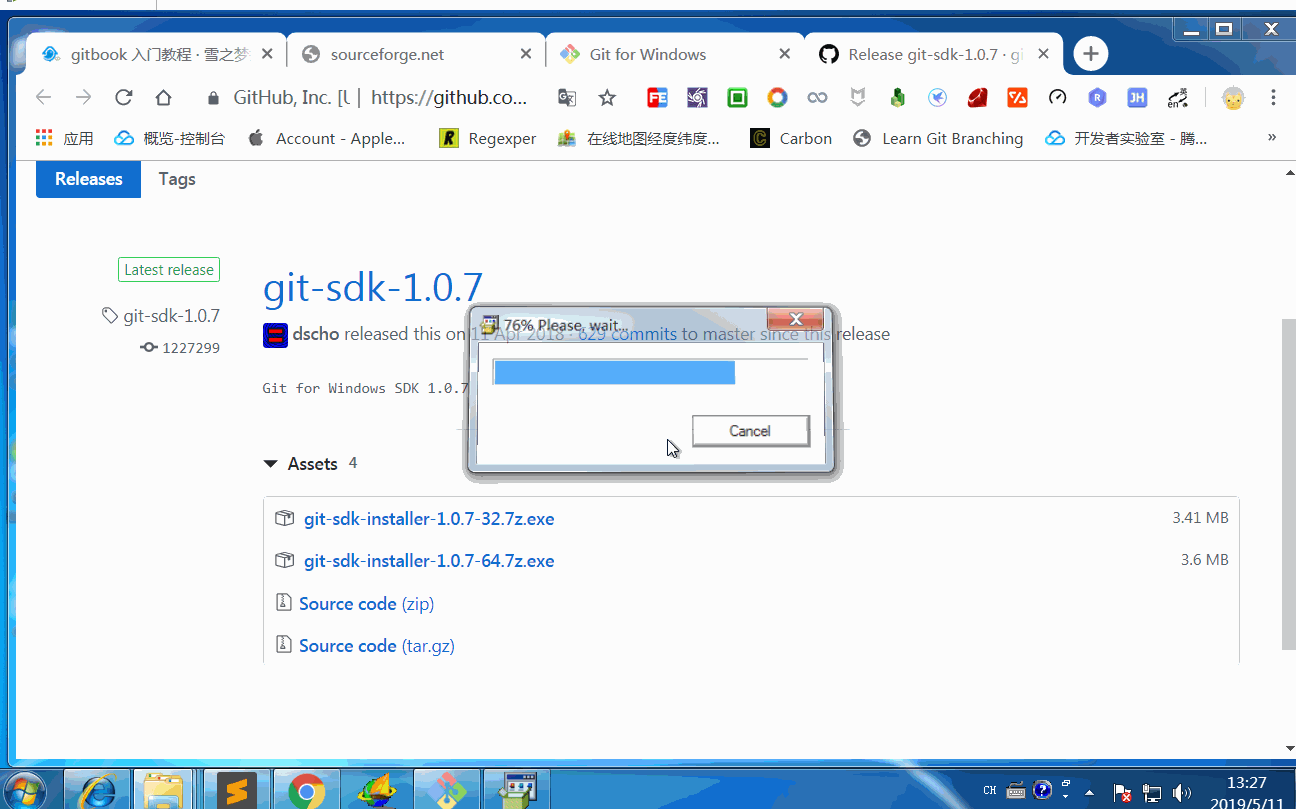 gitbook 入门教程 · 雪之梦
sourceforge.net
Git for Windows
Release git-sdk-1.0.7 · gi
GitHub, Inc. [U | https://github.co...
应用
概览-控制台
Account - Apple...
Regexper
在线地图经度纬度...
Carbon
Learn Git Branching
开发者实验室 - 腾...
»
Releases
Tags
Latest release
git-sdk-1.0.7
1227299
git-sdk-1.0.7
dscho released this on 11 Apr 2018 · 629 commits to master since this release
Git for Windows SDK 1.0.7
76% Please, wait...
Cancel
Assets 4
git-sdk-installer-1.0.7-32.7z.exe 3.41 MB
git-sdk-installer-1.0.7-64.7z.exe 3.6 MB
Source code (zip)
Source code (tar.gz)
CH
13:27
2019/5/11